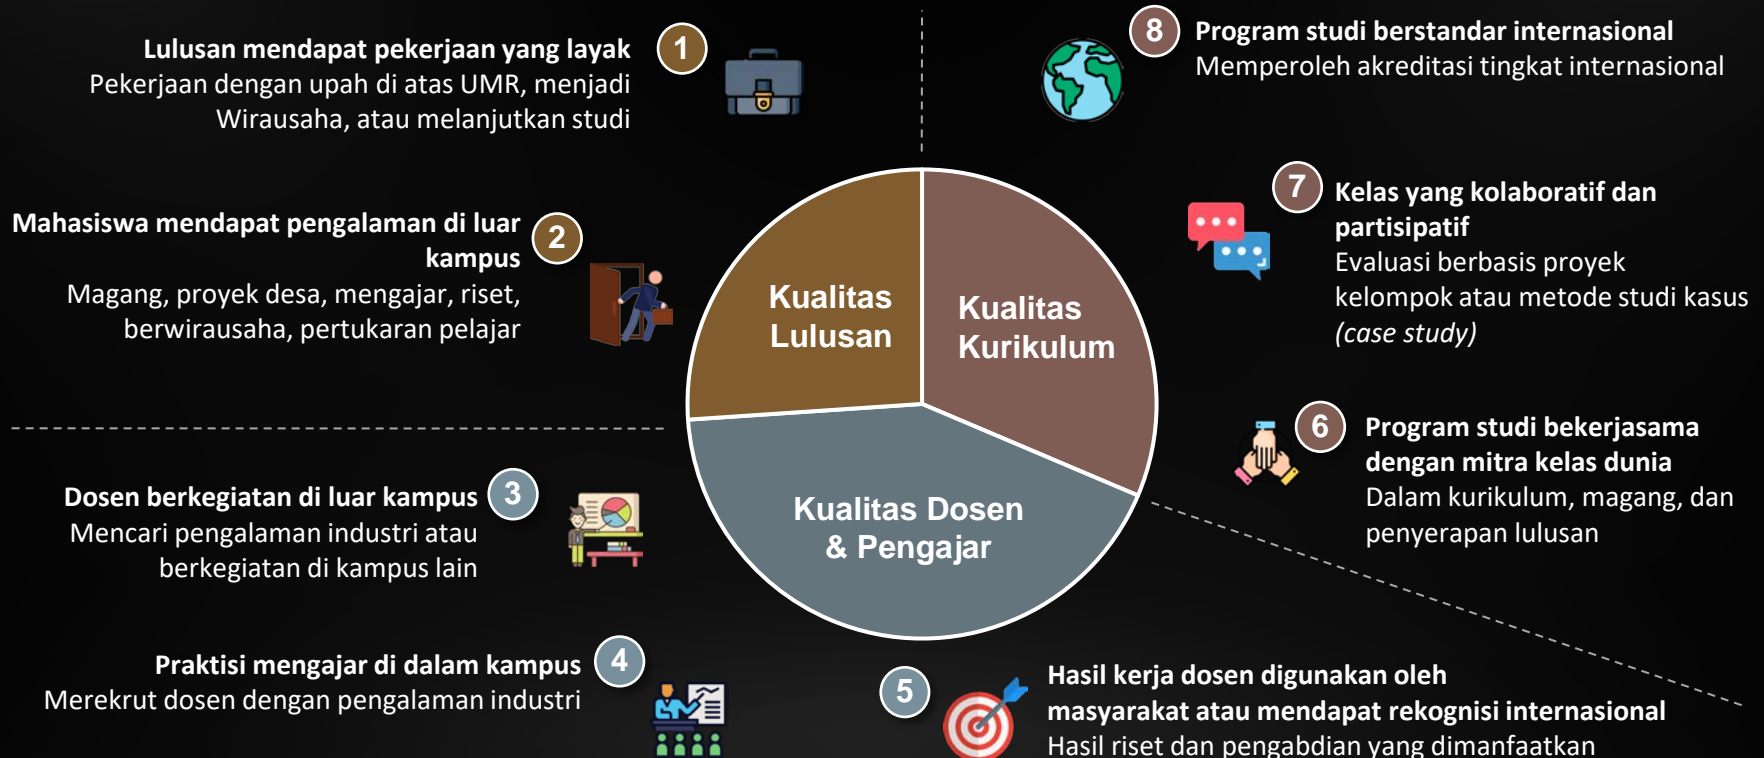 1
Lulusan mendapat pekerjaan yang layak
Pekerjaan dengan upah di atas UMR, menjadi
Wirausaha, atau melanjutkan studi
2
Mahasiswa mendapat pengalaman di luar
kampus
Magang, proyek desa, mengajar, riset,
berwirausaha, pertukaran pelajar
3
Dosen berkegiatan di luar kampus
Mencari pengalaman industri atau
berkegiatan di kampus lain
4
Praktisi mengajar di dalam kampus
Merekrut dosen dengan pengalaman industri
Kualitas
Lulusan
Kualitas
Kurikulum
Kualitas Dosen
& Pengajar
8
Program studi berstandar internasional
Memperoleh akreditasi tingkat internasional
7
Kelas yang kolaboratif dan
partisipatif
Evaluasi berbasis proyek
kelompok atau metode studi kasus
(case study)
6
Program studi bekerjasama
dengan mitra kelas dunia
Dalam kurikulum, magang, dan
penyerapan lulusan
5
Hasil kerja dosen digunakan oleh
masyarakat atau mendapat rekognisi internasional
Hasil riset dan pengabdian yang dimanfaatkan